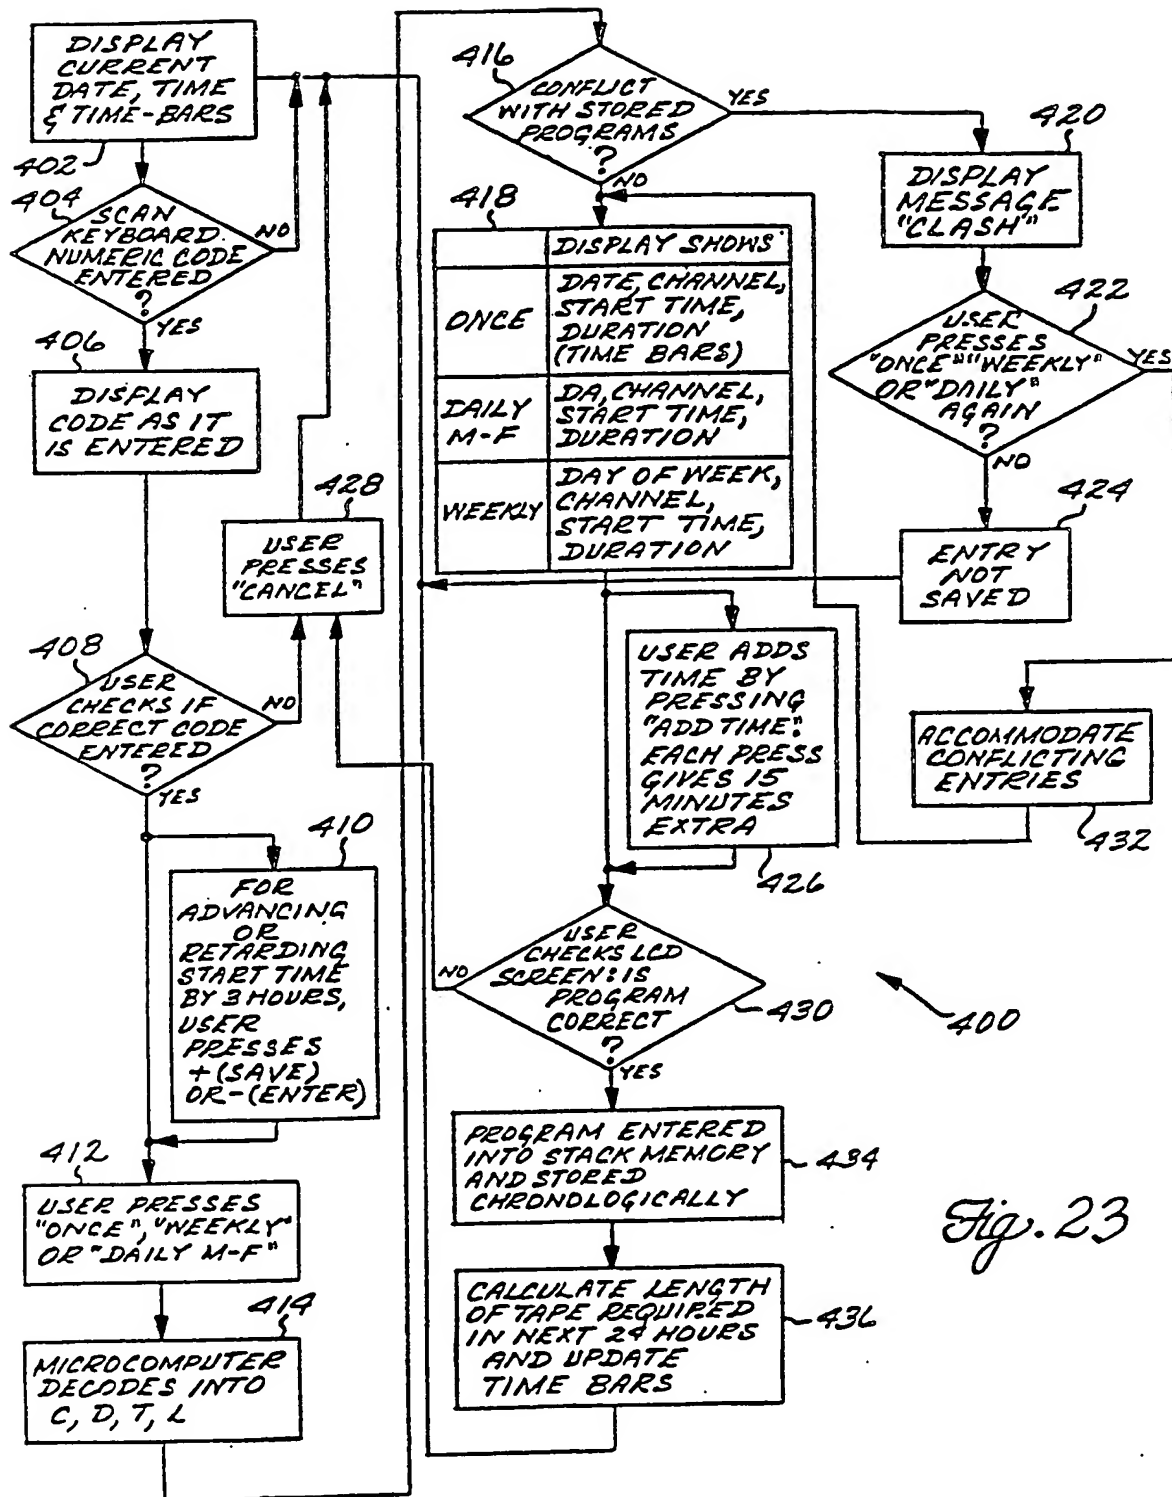 DISPLAY
CURRENT
DATE, TIME
& TIME-BARS
402
404
SCAN
KEYBOARD.
NUMERIC CODE
ENTERED
?
NO
YES
406
DISPLAY
CODE AS IT
IS ENTERED
428
USER
PRESSES
"CANCEL"
408
USER
CHECKS IF
CORRECT CODE
ENTERED
?
NO
YES
410
FOR
ADVANCING
OR
RETARDING
START TIME
BY 3 HOURS,
USER
PRESSES
+ (SAVE)
OR - (ENTER)
412
USER PRESSES
"ONCE", "WEEKLY"
OR "DAILY M-F"
414
MICROCOMPUTER
DECODES INTO
C, D, T, L
416
CONFLICT
WITH STORED
PROGRAMS
?
YES
NO
418
DISPLAY SHOWS
ONCE
DATE, CHANNEL,
START TIME,
DURATION
(TIME BARS)
DAILY
M-F
DA, CHANNEL,
START TIME,
DURATION
WEEKLY
DAY OF WEEK,
CHANNEL,
START TIME,
DURATION
420
DISPLAY
MESSAGE
"CLASH"
422
USER
PRESSES
"ONCE" "WEEKLY"
OR "DAILY"
AGAIN
?
YES
NO
424
ENTRY
NOT
SAVED
USER ADDS
TIME BY
PRESSING
"ADD TIME".
EACH PRESS
GIVES 15
MINUTES
EXTRA
426
ACCOMMODATE
CONFLICTING
ENTRIES
432
USER
CHECKS LCD
SCREEN: IS
PROGRAM
CORRECT
?
NO
YES
430
400
PROGRAM ENTERED
INTO STACK MEMORY
AND STORED
CHRONOLOGICALLY
434
CALCULATE LENGTH
OF TAPE REQUIRED
IN NEXT 24 HOURS
AND UPDATE
TIME BARS
436
Fig. 23